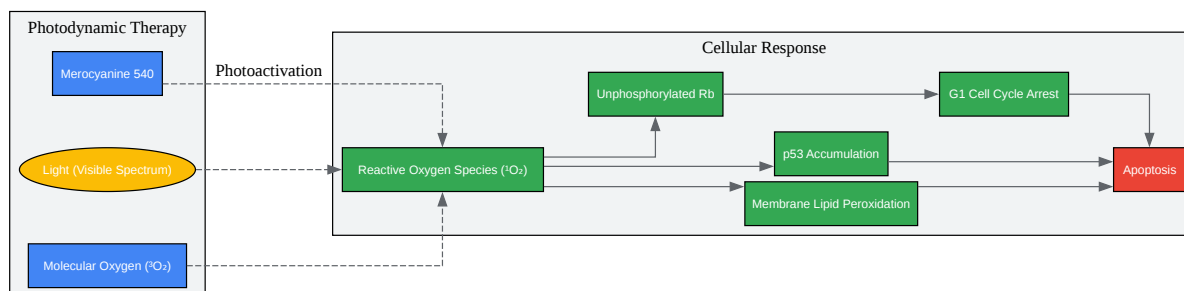 Photodynamic Therapy
Merocyanine 540
Light (Visible Spectrum)
Molecular Oxygen (³O₂)
Photoactivation
Cellular Response
Reactive Oxygen Species (¹O₂)
Unphosphorylated Rb
G1 Cell Cycle Arrest
p53 Accumulation
Membrane Lipid Peroxidation
Apoptosis